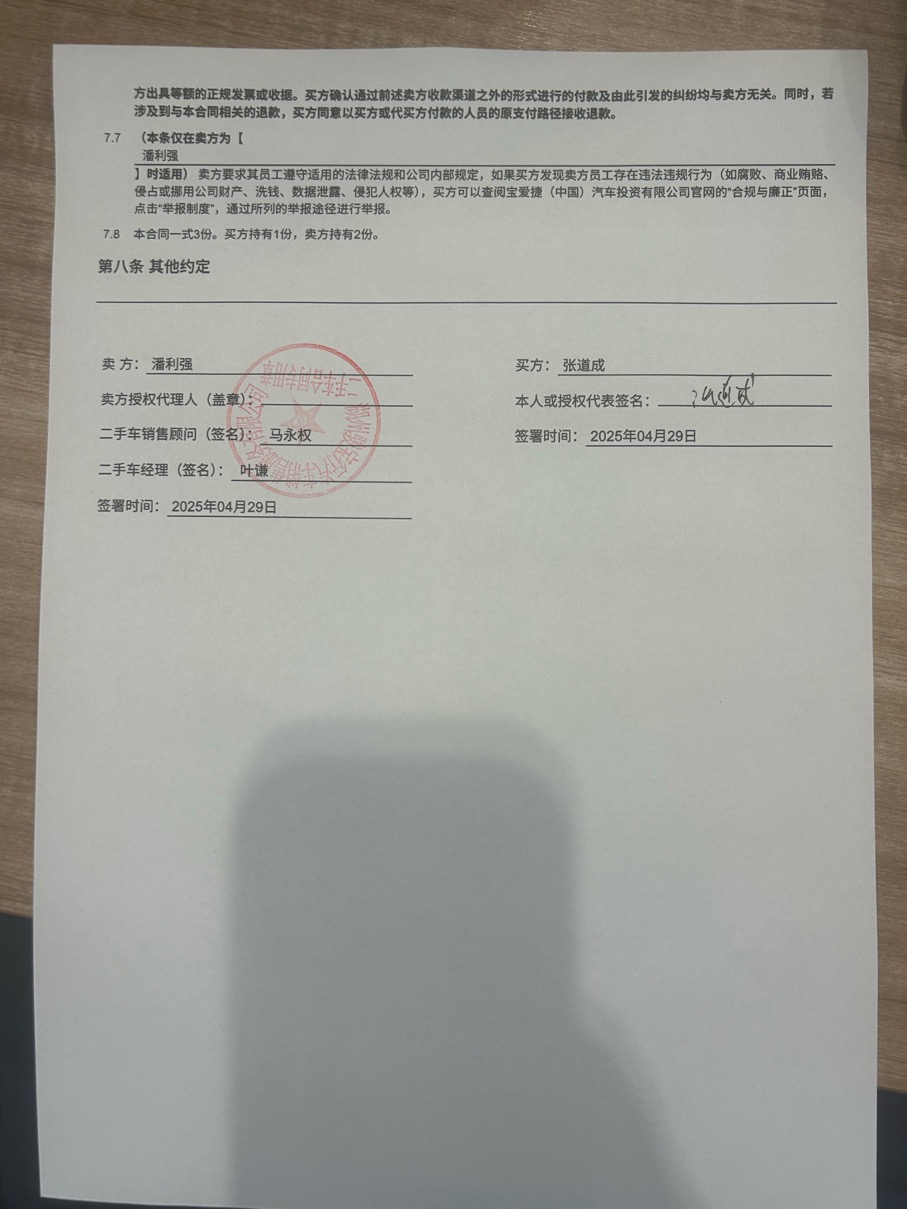 方出具等额的正规发票或收据。买方确认通过前述卖方收款渠道之外的形式进行的付款及由此引发的纠纷均与卖方无关。同时，若
涉及到与本合同相关的退款，买方同意以买方或代买方付款的人员的原支付路径接收退款。
7.7 （本条仅在卖方为【
潘利强
】时适用）卖方要求其员工遵守适用的法律法规和公司内部规定，如果买方发现卖方员工存在违法违规行为（如腐败、商业贿赂、
侵占或挪用公司财产、洗钱、数据泄露、侵犯人权等），买方可以查阅宝爱捷（中国）汽车投资有限公司官网的“合规与廉正”页面，
点击“举报制度”，通过所列的举报途径进行举报。
7.8 本合同一式3份。买方持有1份，卖方持有2份。
第八条 其他约定
卖 方： 潘利强
卖方授权代理人（盖章）：
二手车销售顾问（签名）： 马永权
二手车经理（签名）： 叶谦
签署时间： 2025年04月29日
买方： 张道成
本人或授权代表签名： 张道成
签署时间： 2025年04月29日
二手车合同专用章